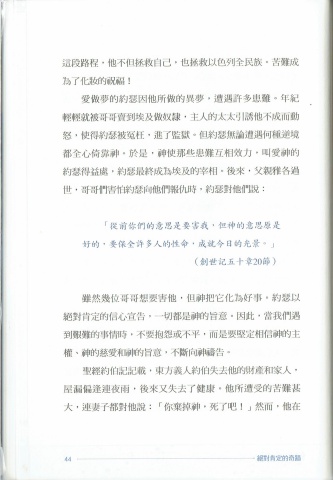 這段路程，他不但拯救自己，也拯救以色列全民族。苦難成
為了化妝的祝福！
愛做夢的約瑟因他所做的異夢，遭遇許多患難。年紀
輕輕就被哥哥賣到埃及做奴隸，主人的太太引誘他不成而動
怒，使得約瑟被冤枉，進了監獄。但約瑟無論遭遇何種逆境
都全心倚靠神。於是，神使那些患難互相效力，叫愛神的
約瑟得益處，約瑟最終成為埃及的宰相。後來，父親雅各過
世，哥哥們害怕約瑟向他們報仇時，約瑟對他們說：
「從前你們的意思是要害我，但神的意思原是
好的，要保全許多人的性命，成就今日的光景。」
（創世記五十章20節）
雖然幾位哥哥想要害他，但神把它化為好事。約瑟以
絕對肯定的信心宣告，一切都是神的旨意。因此，當我們遇
到艱難的事情時，不要抱怨或不平，而是要堅定相信神的主
權、神的慈愛和神的旨意，不斷向神禱告。
聖經約伯記記載，東方義人約伯失去他的財產和家人，
屋漏偏逢連夜雨，後來又失去了健康。他所遭受的苦難甚
大，連妻子都對他說：「你棄掉神，死了吧！」然而，他在
44
絕對肯定的奇蹟